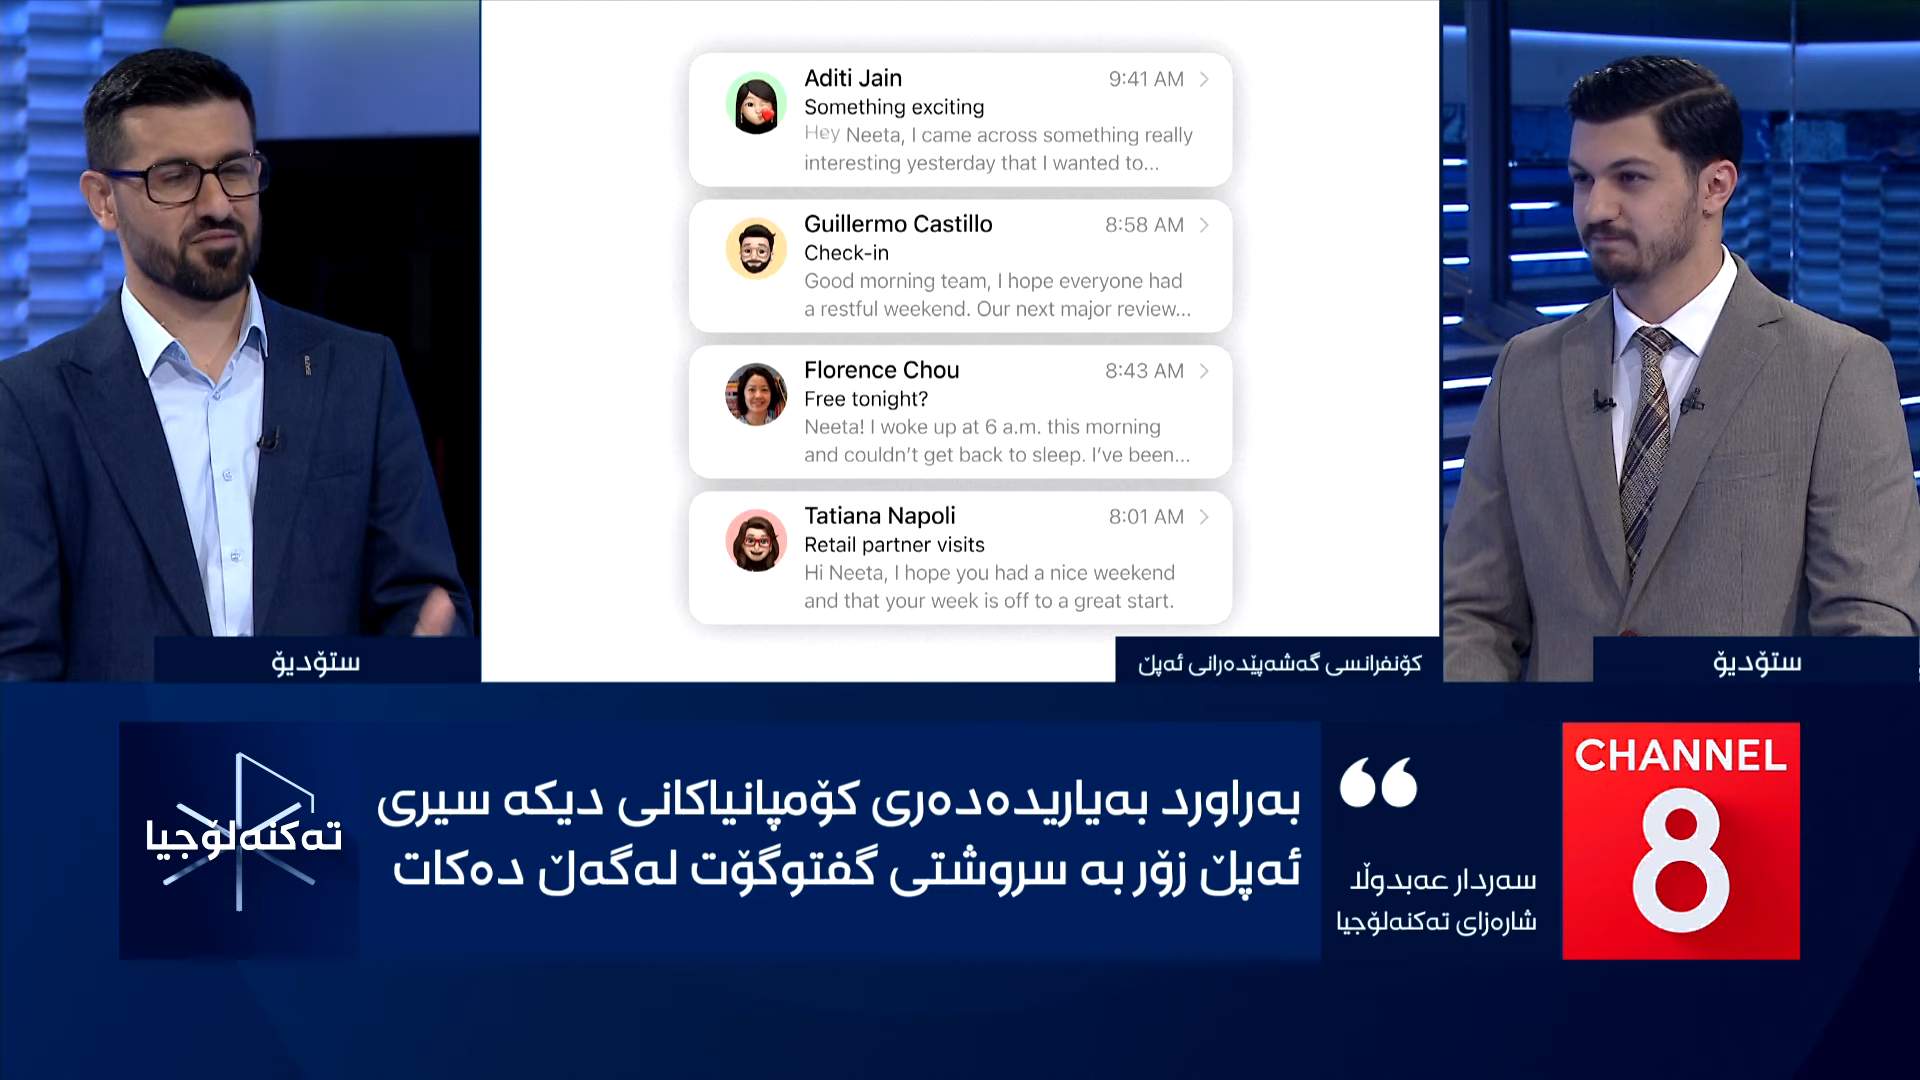 Aditi Jain
9:41 AM
Something exciting
Hey Neeta, I came across something really
interesting yesterday that I wanted to...
Guillermo Castillo
8:58 AM
Check-in
Good morning team, I hope everyone had
a restful weekend. Our next major review...
Florence Chou
8:43 AM
Free tonight?
Neeta! I woke up at 6 a.m. this morning
and couldn’t get back to sleep. I’ve been...
Tatiana Napoli
8:01 AM
Retail partner visits
Hi Neeta, I hope you had a nice weekend
and that your week is off to a great start.
ستۆدیۆ
کۆنفرانسی گەشەپێدەرانی ئەپڵ
ستۆدیۆ
CHANNEL
8
سەردار عەبدوڵا
شارەزای تەکنەلۆجیا
بەراورد بەیاریدەدەری کۆمپانیاکانی دیکە سیری
ئەپڵ زۆر بە سروشتی گفتوگۆت لەگەڵ دەکات
تەکنەلۆجیا